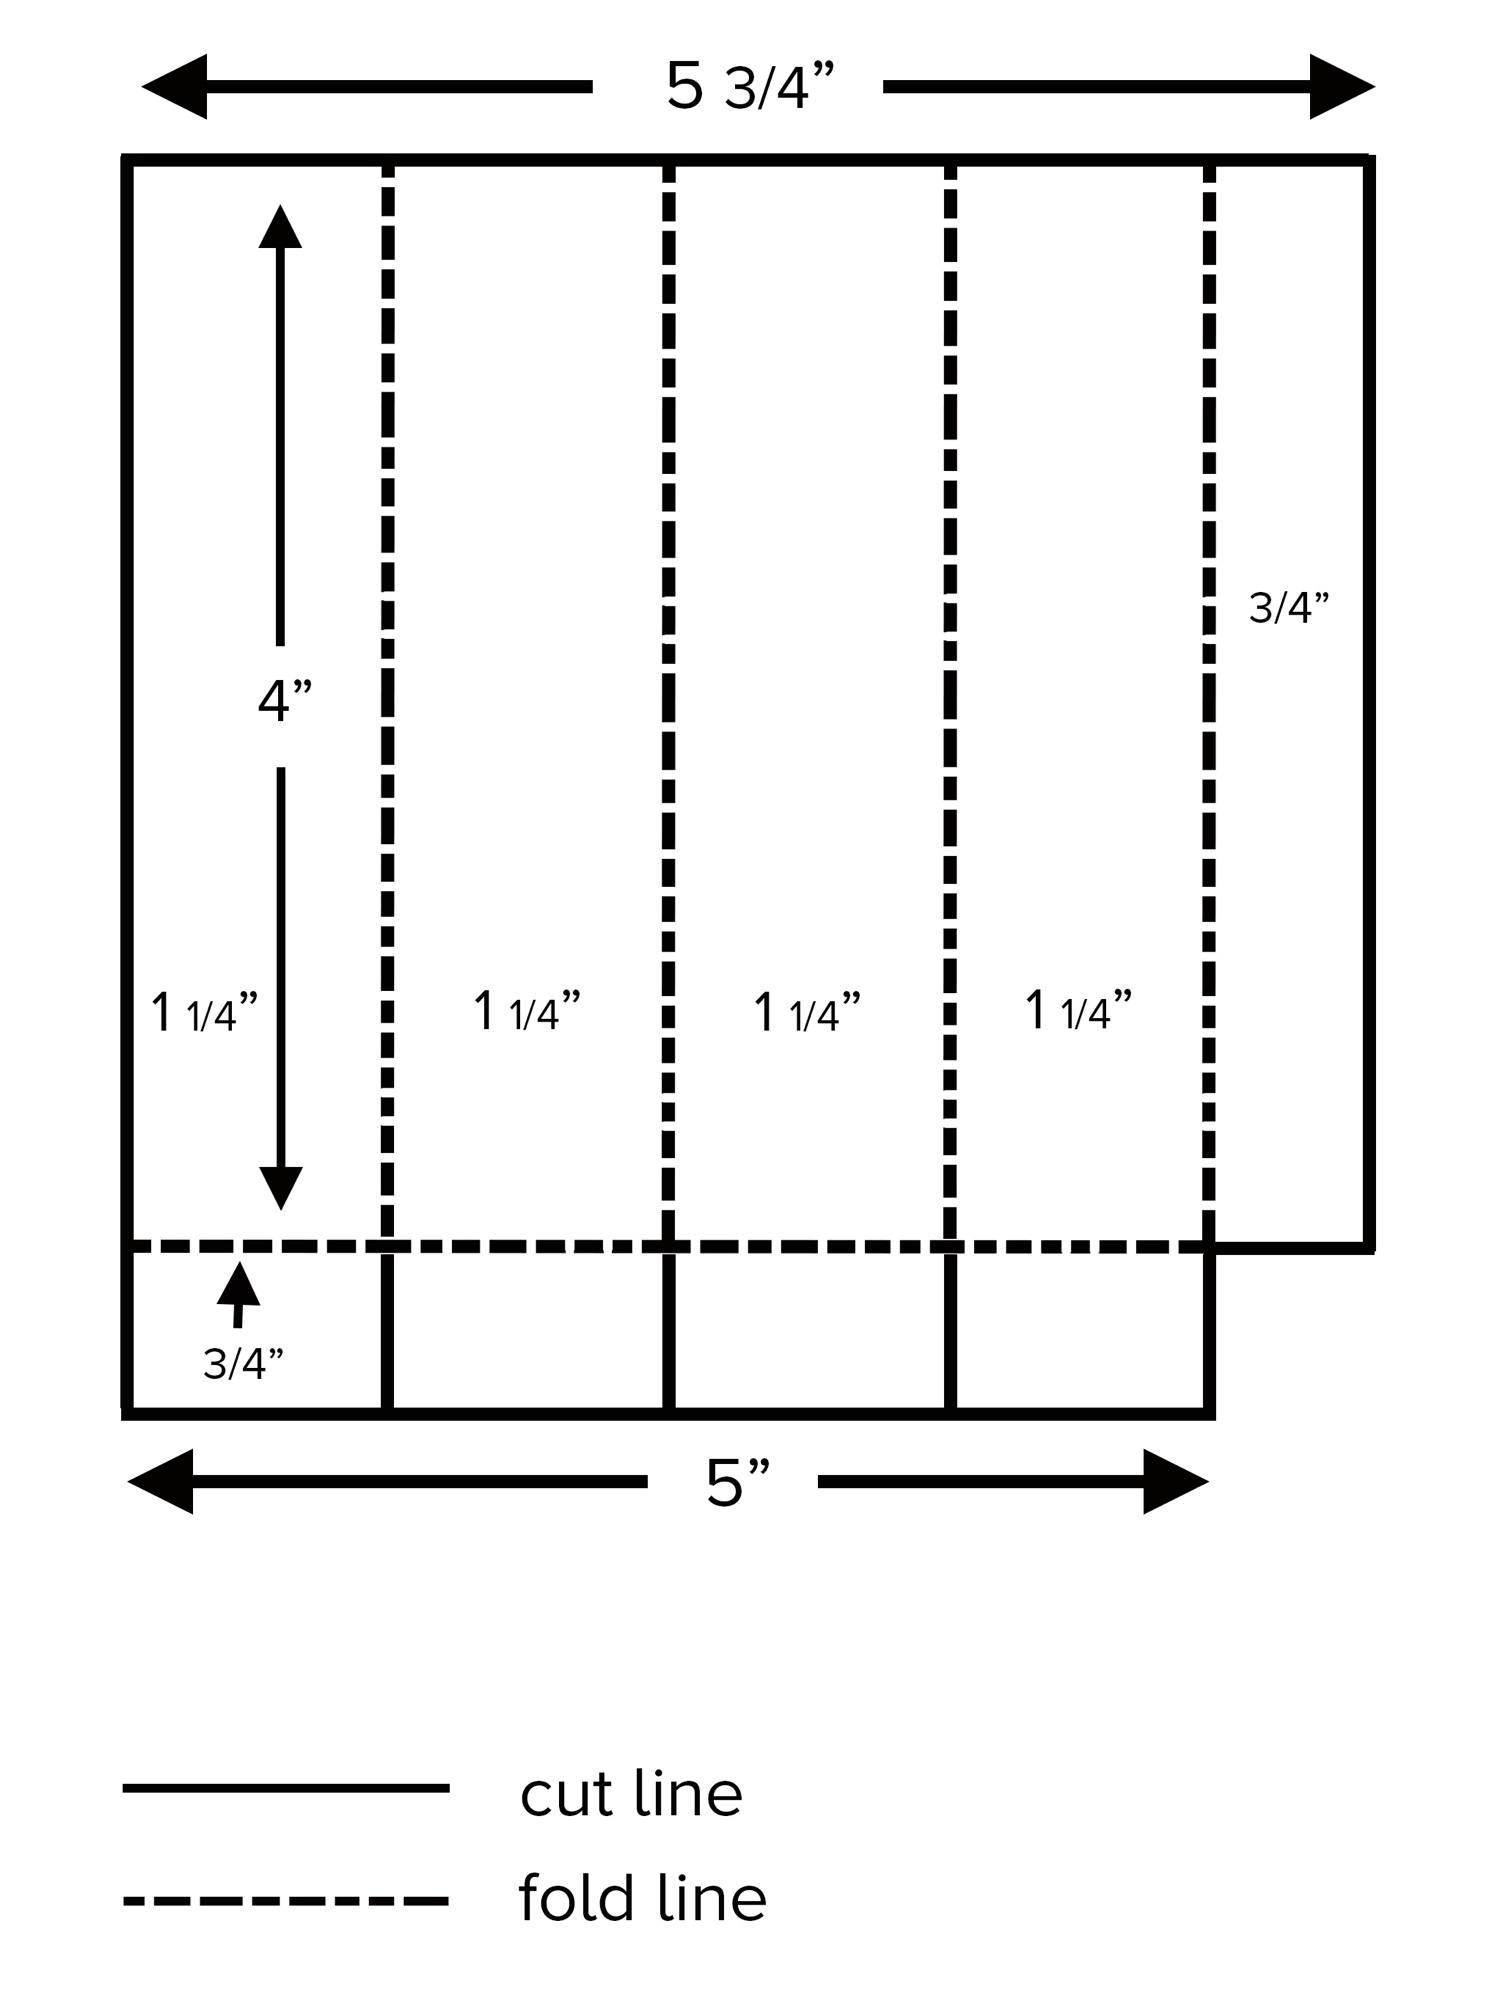 5 3/4”
3/4”
4”
1 1/4” 1 1/4” 1 1/4” 1 1/4”
3/4”
5”
cut line
fold line